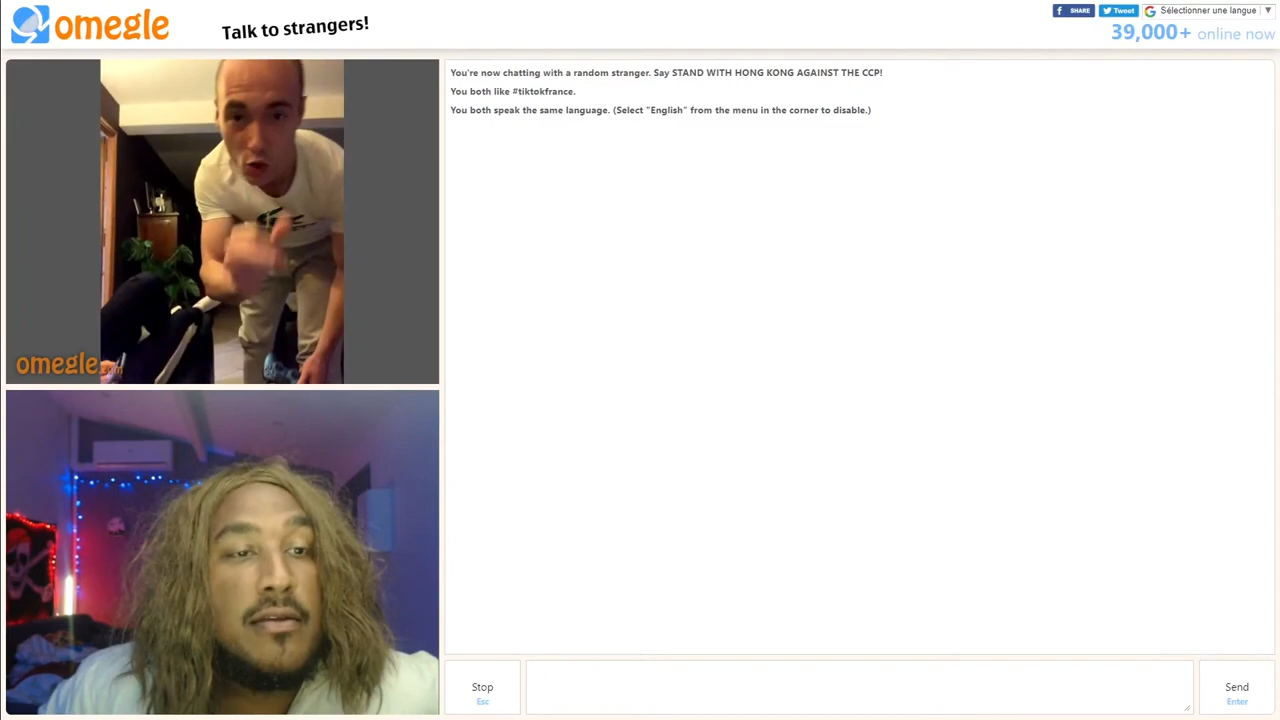 omegle
Talk to strangers!
SHARE
Tweet
Sélectionner une langue ▼
39,000+ online now
You're now chatting with a random stranger. Say STAND WITH HONG KONG AGAINST THE CCP!
You both like #tiktokfrance.
You both speak the same language. (Select "English" from the menu in the corner to disable.)
omegle.com
Stop
Esc
Send
Enter